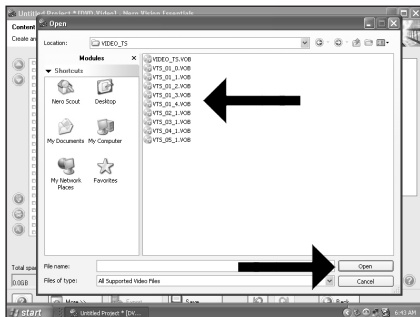 Untitled Project * [DVD-Video] - Nero Vision Essentials
Open
Content
Create an
Location:
VIDEO_TS
Modules
Shortcuts
Nero Scout
Desktop
My Documents
My Computer
My Network
Places
Favorites
VIDEO_TS.VOB
VTS_01_0.VOB
VTS_01_1.VOB
VTS_01_2.VOB
VTS_01_3.VOB
VTS_01_4.VOB
VTS_02_1.VOB
VTS_03_1.VOB
VTS_04_1.VOB
VTS_05_1.VOB
File name:
Open
Files of type:
All Supported Video Files
Cancel
Total spa
0.0GB
More >>
Save
Back
start
Untitled Project * [DV...
6:43 AM